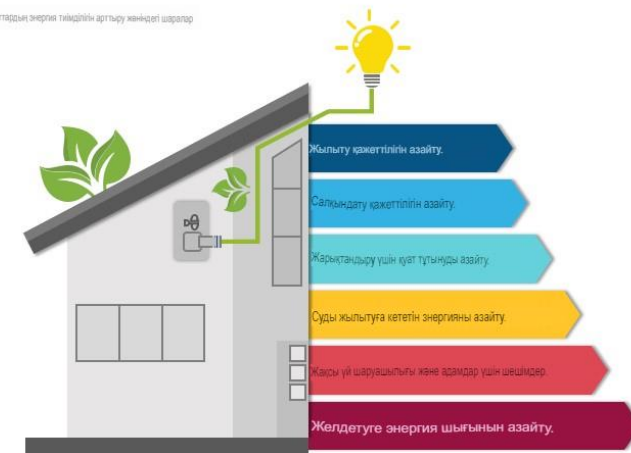 энергия тиімділігін арттыру жөніндегі шаралар
Жылыту қажеттілігін азайту.
Салқындату қажеттілігін азайту.
Жарықтандыру үшін қуат тұтынуды азайту.
Суды жылытуға кететін энергияны азайту.
Жақсы үй шаруашылығы және адамдар үшін шешімдер.
Желдетуге энергия шығынын азайту.